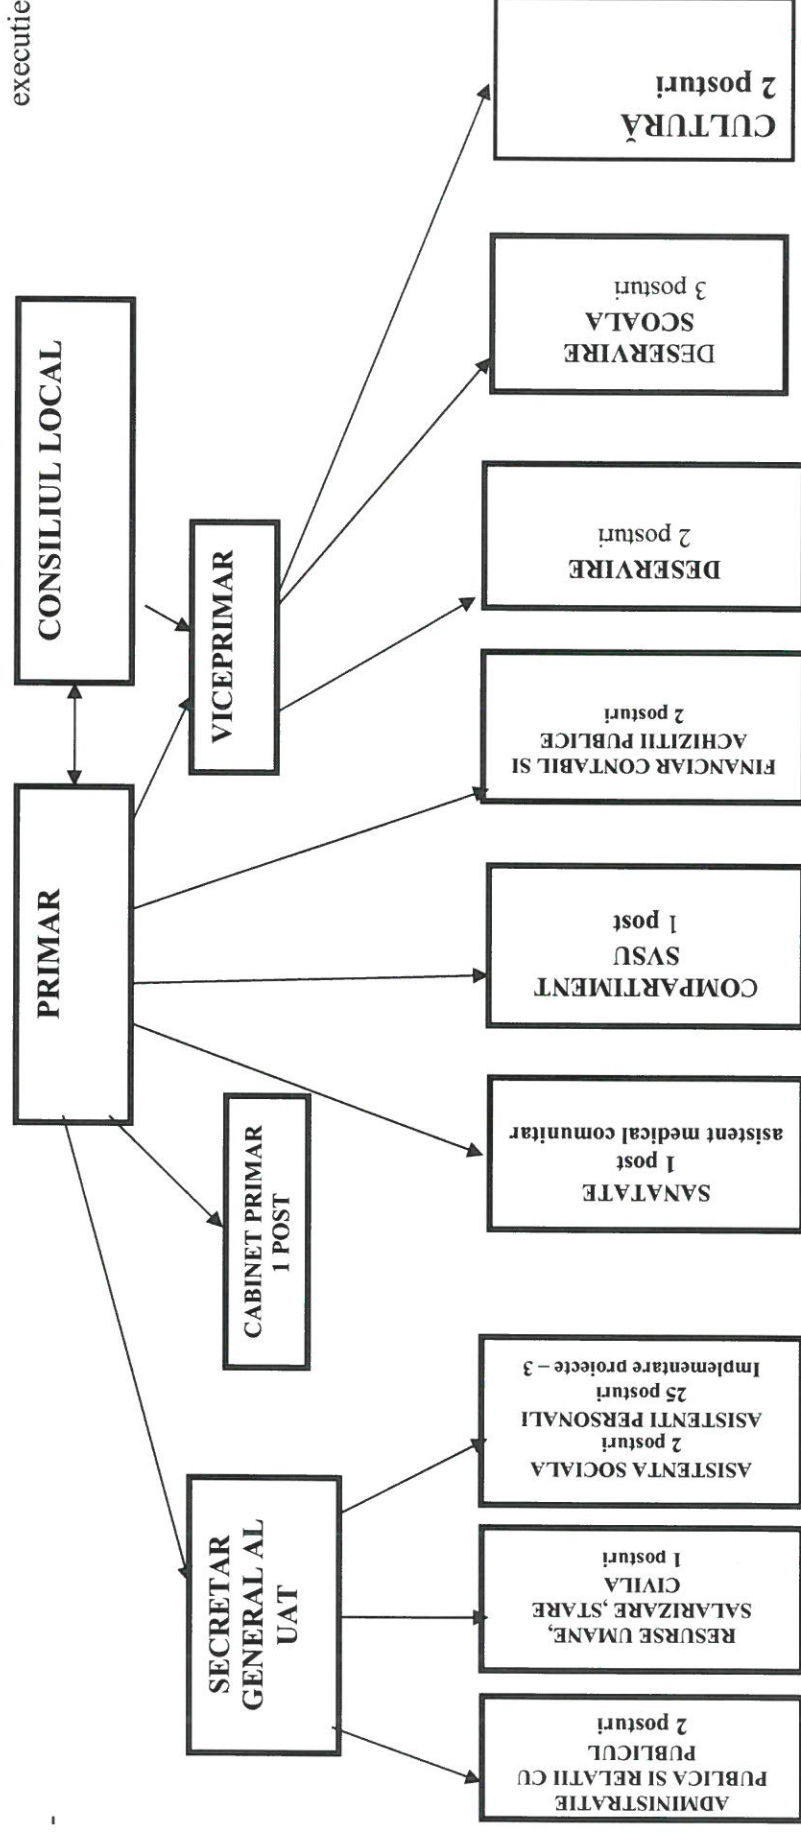 executie
CONSILIUL LOCAL
PRIMAR
VICEPRIMAR
CABINET PRIMAR
1 POST
SECRETAR
GENERAL AL
UAT
ADMINISTRATIE
PUBLICA SI RELATII CU
PUBLICUL
2 posturi
RESURSE UMANE,
SALARIZARE ,STARE
CIVILA
1 posturi
ASISTENTA SOCIALA
2 posturi
ASISTENTI PERSONALI
25 posturi
Implementare proiecte – 3
SANATATE
1 post
asistent medical comunitar
COMPARTIMENT
SVSU
1 post
FINANCIAR CONTABIL SI
ACHIZITII PUBLICE
2 posturi
DESERVIRE
2 posturi
DESERVIRE
SCOALA
3 posturi
CULTURĂ
2 posturi